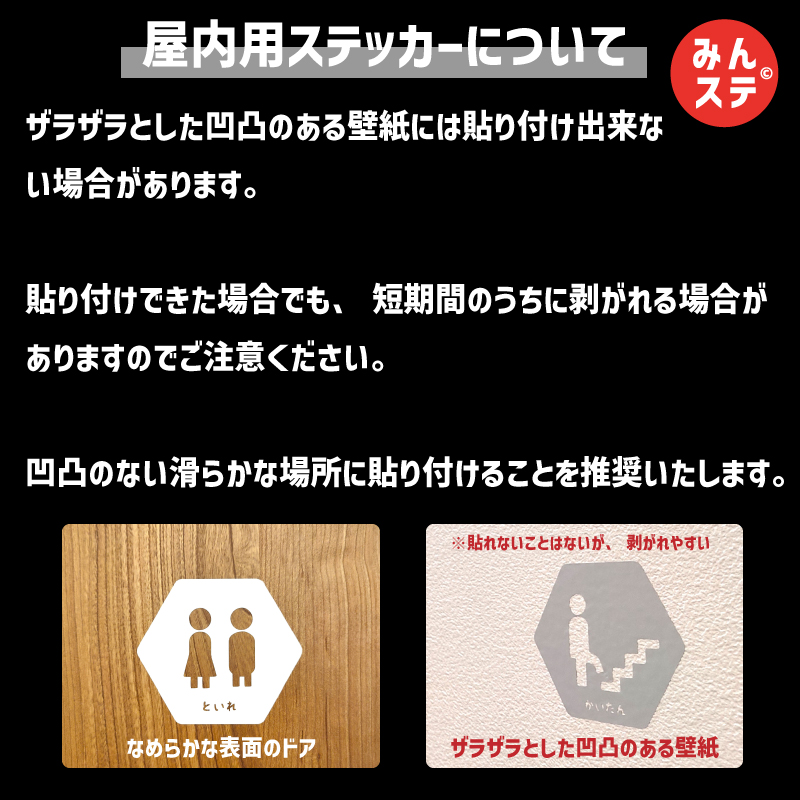 屋内用ステッカーについて
みん
ステ
©
ザラザラとした凹凸のある壁紙には貼り付け出来な
い場合があります。
貼り付けできた場合でも、 短期間のうちに剥がれる場合が
ありますのでご注意ください。
凹凸のない滑らかな場所に貼り付けることを推奨いたします。
といれ
なめらかな表面のドア
※貼れないことはないが、 剥がれやすい
かいだん
ザラザラとした凹凸のある壁紙